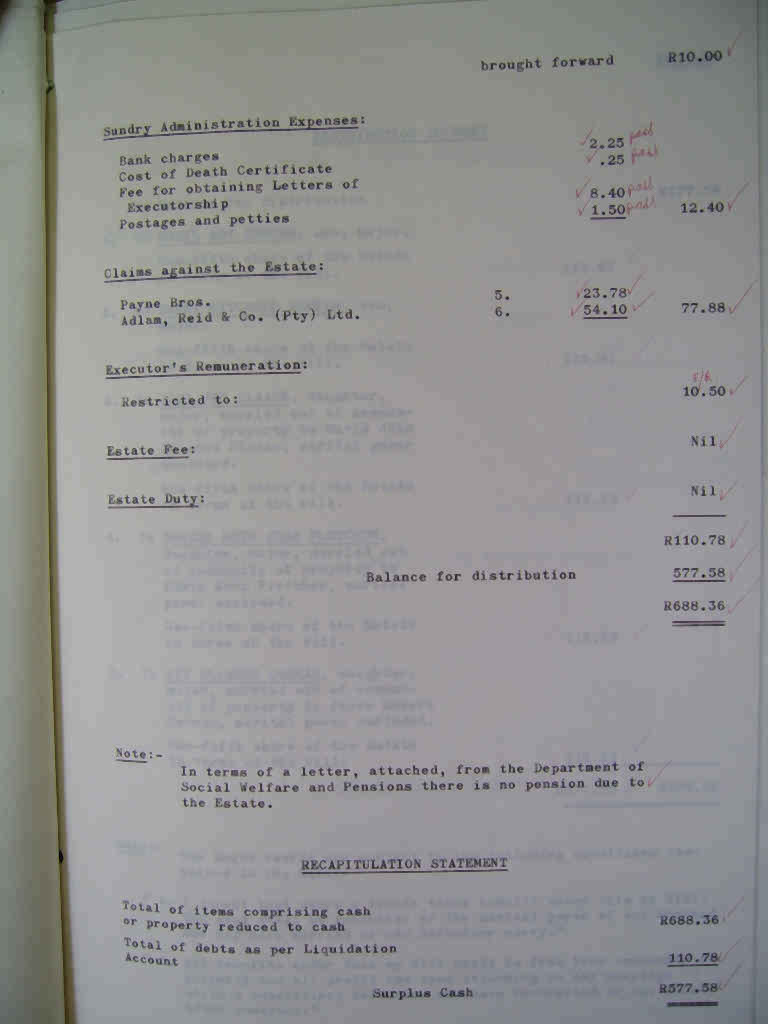 brought forward R10.00
Sundry Administration Expenses:
Bank charges 2.25 paid
Cost of Death Certificate .25 paid
Fee for obtaining Letters of
Executorship 8.40 paid
Postages and petties 1.50 paid 12.40
Claims against the Estate:
Payne Bros. 5. 23.78
Adlam, Reid & Co. (Pty) Ltd. 6. 54.10 77.88
Executor's Remuneration:
Restricted to: 10.50
Estate Fee: Nil
Estate Duty: Nil
R110.78
Balance for distribution 577.58
R688.36
Note:-
In terms of a letter, attached, from the Department of
Social Welfare and Pensions there is no pension due to
the Estate.
RECAPITULATION STATEMENT
Total of items comprising cash
or property reduced to cash R688.36
Total of debts as per Liquidation
Account 110.78
Surplus Cash R577.58